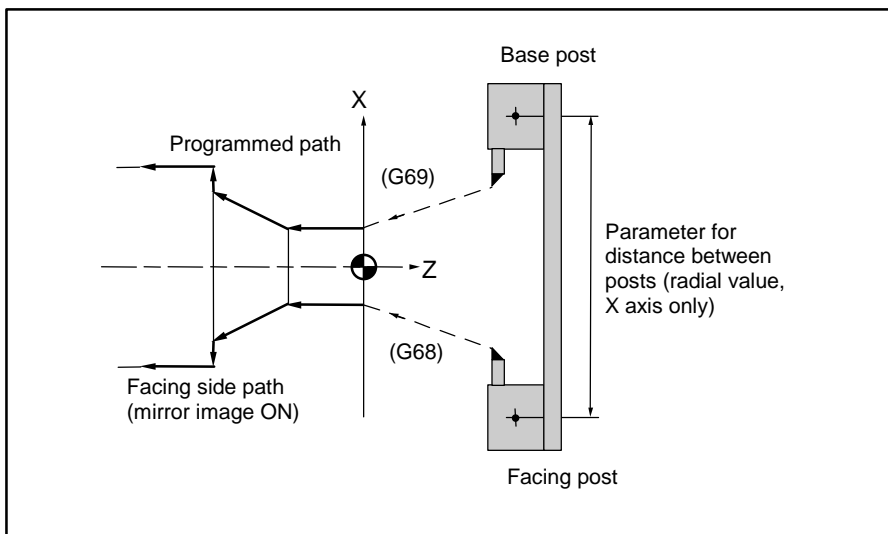 Base post
X
Programmed path
(G69)
Parameter for
distance between
posts (radial value,
X axis only)
Z
(G68)
Facing side path
(mirror image ON)
Facing post